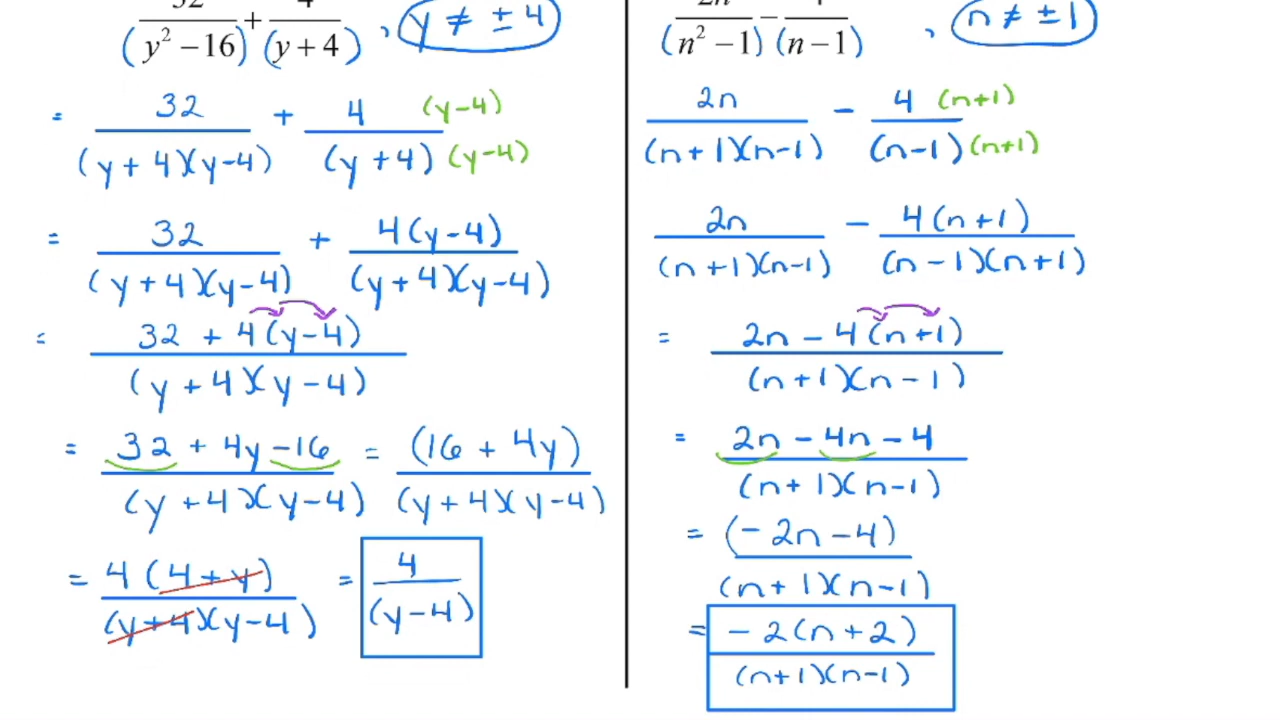 32/(y² − 16) + 4/(y + 4) , y ≠ ± 4
= 32/((y + 4)(y − 4)) + 4 (y − 4)/((y + 4) (y − 4))
= 32/((y + 4)(y − 4)) + 4(y − 4)/((y + 4)(y − 4))
= (32 + 4(y − 4))/((y + 4)(y − 4))
= (32 + 4y − 16)/((y + 4)(y − 4)) = (16 + 4y)/((y + 4)(y − 4))
= 4(4 + y)/((y + 4)(y − 4)) = 4/(y − 4)
2n/(n² − 1) − /(n − 1) , n ≠ ± 1
2n/((n + 1)(n − 1)) − 4 (n + 1)/((n − 1) (n + 1))
2n/((n + 1)(n − 1)) − 4(n + 1)/((n − 1)(n + 1))
= (2n − 4(n + 1))/((n + 1)(n − 1))
= (2n − 4n − 4)/((n + 1)(n − 1))
= (−2n − 4)/((n + 1)(n − 1))
= −2(n + 2)/((n + 1)(n − 1))